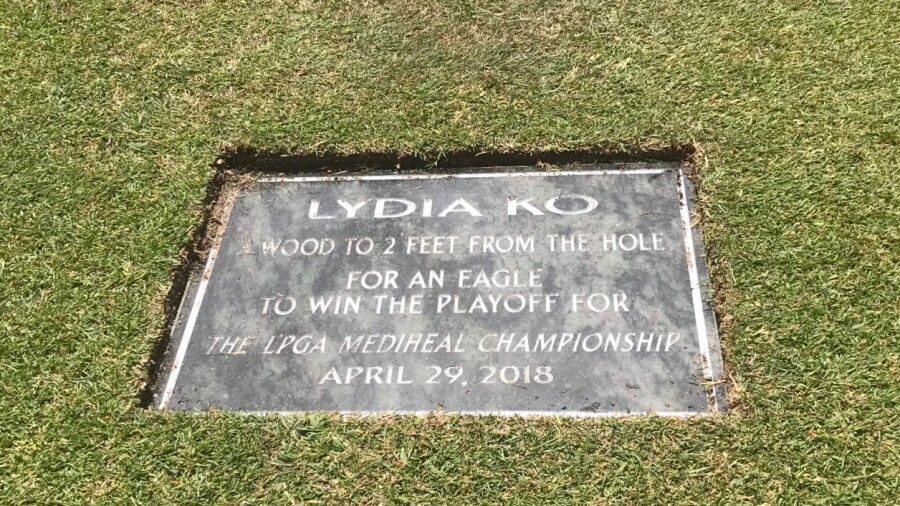 LYDIA KO
WOOD TO 2 FEET FROM THE HOLE
FOR AN EAGLE
TO WIN THE PLAYOFF FOR
THE LPGA MEDIHEAL CHAMPIONSHIP
APRIL 29, 2018